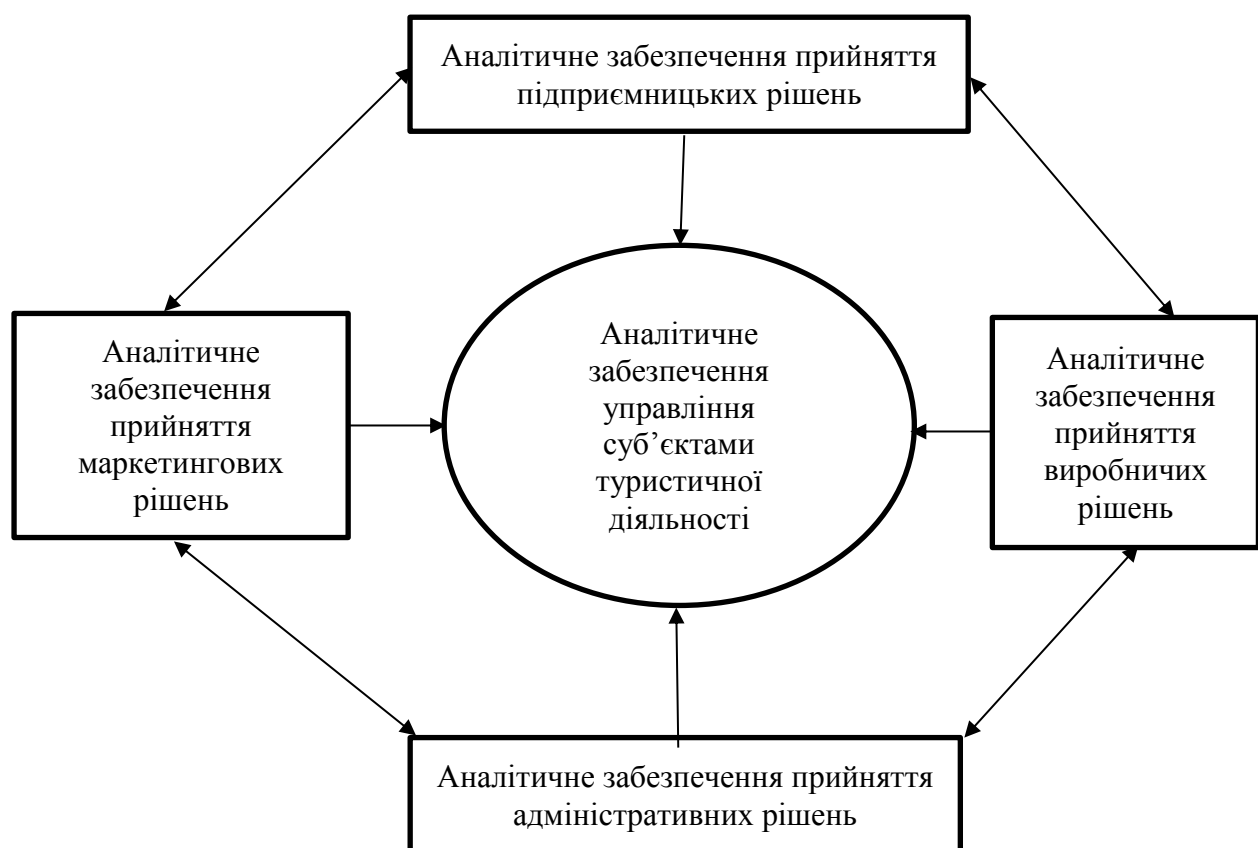 Аналітичне забезпечення прийняття
підприємницьких рішень
Аналітичне
забезпечення
прийняття
маркетингових
рішень
Аналітичне
забезпечення
управління
суб’єктами
туристичної
діяльності
Аналітичне
забезпечення
прийняття
виробничих
рішень
Аналітичне забезпечення прийняття
адміністративних рішень